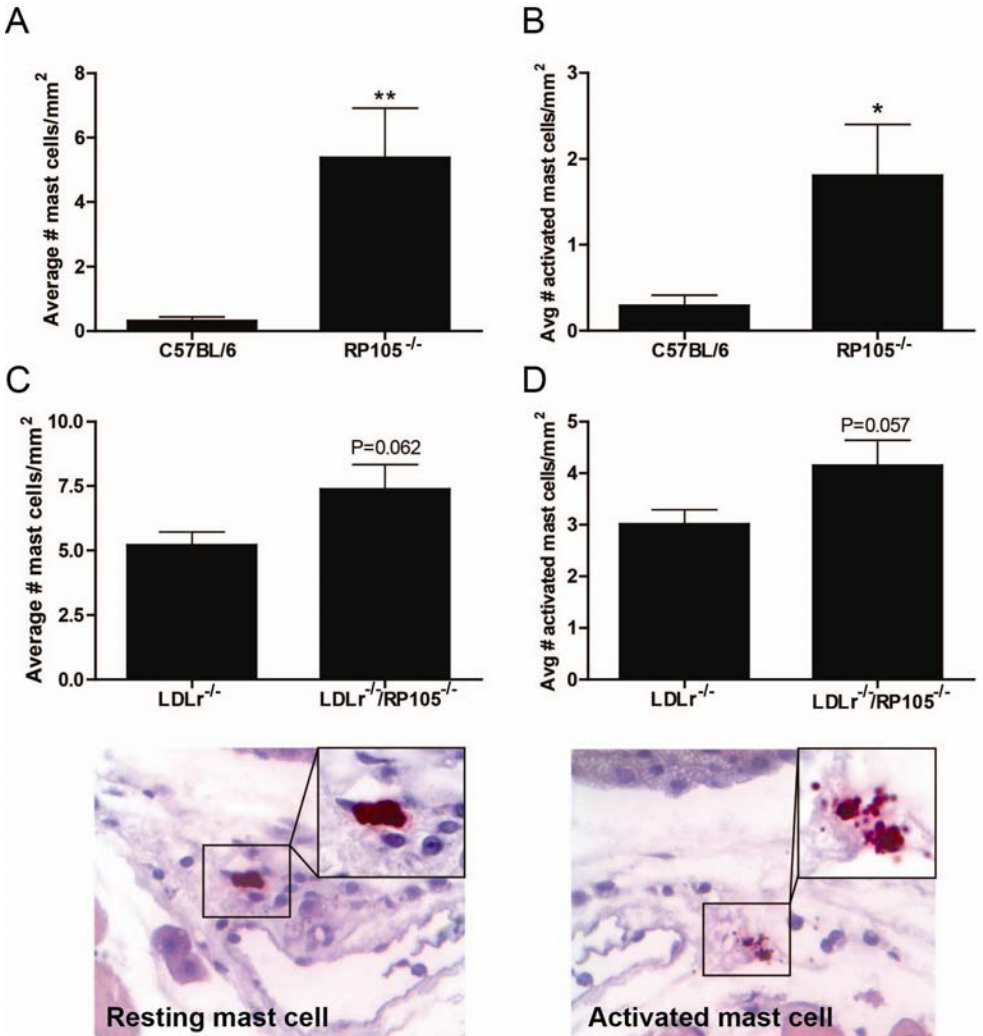 A
Average # mast cells/mm²
8
6
4
2
0
**
C57BL/6
RP105⁻/⁻
B
Avg # activated mast cells/mm²
3
2
1
0
*
C57BL/6
RP105⁻/⁻
C
Average # mast cells/mm²
10.0
7.5
5.0
2.5
0.0
P=0.062
LDLr⁻/⁻
LDLr⁻/⁻/RP105⁻/⁻
D
Avg # activated mast cells/mm²
5
4
3
2
1
0
P=0.057
LDLr⁻/⁻
LDLr⁻/⁻/RP105⁻/⁻
Resting mast cell
Activated mast cell